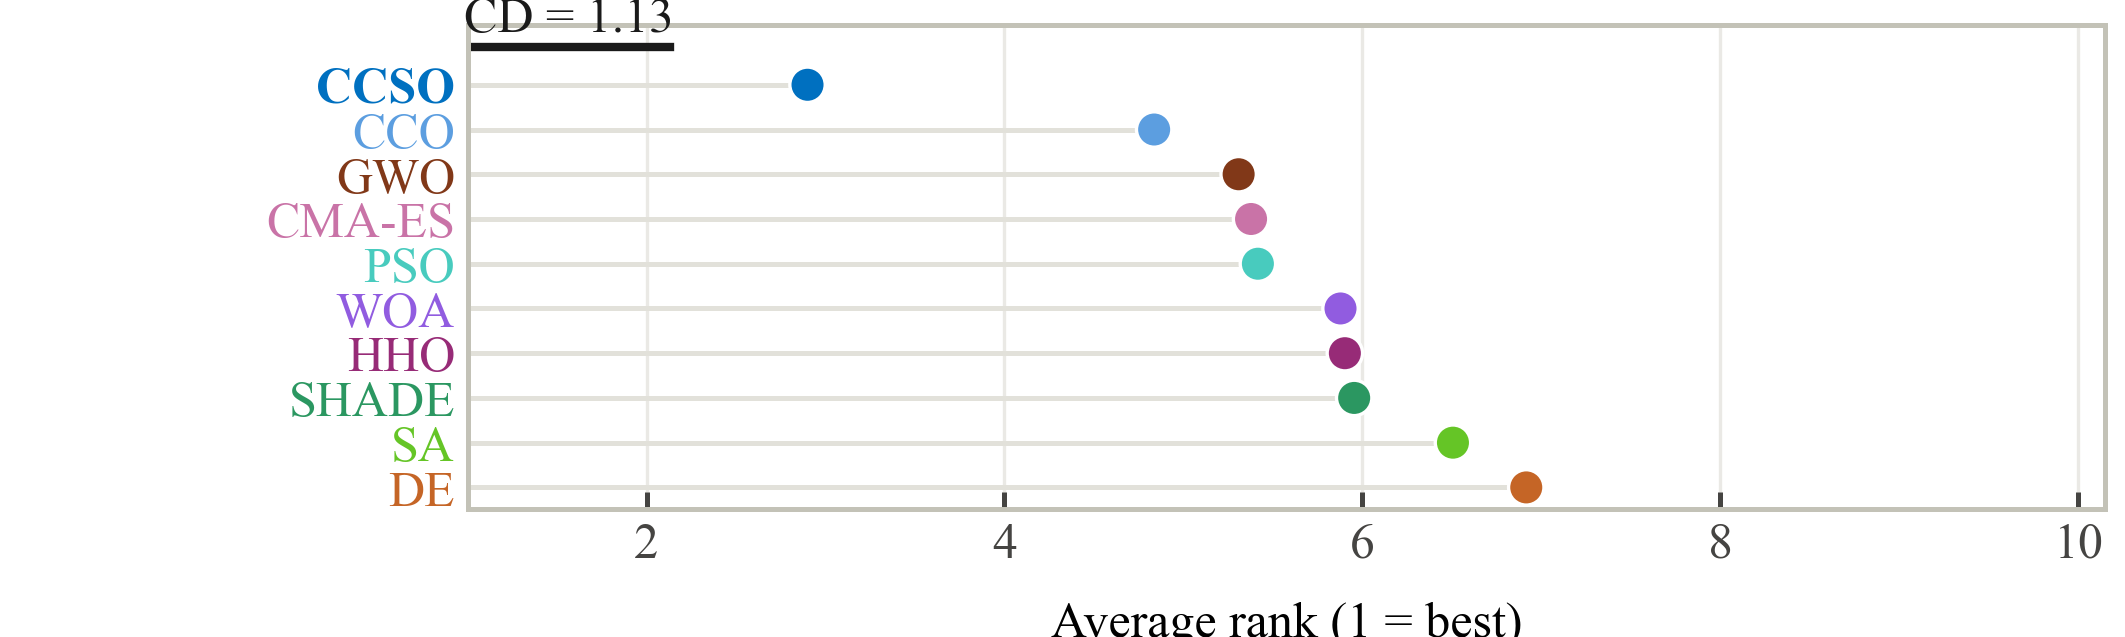 CD = 1.13
CCSO
CCO
GWO
CMA-ES
PSO
WOA
HHO
SHADE
SA
DE
2 4 6 8 10
Average rank (1 = best)